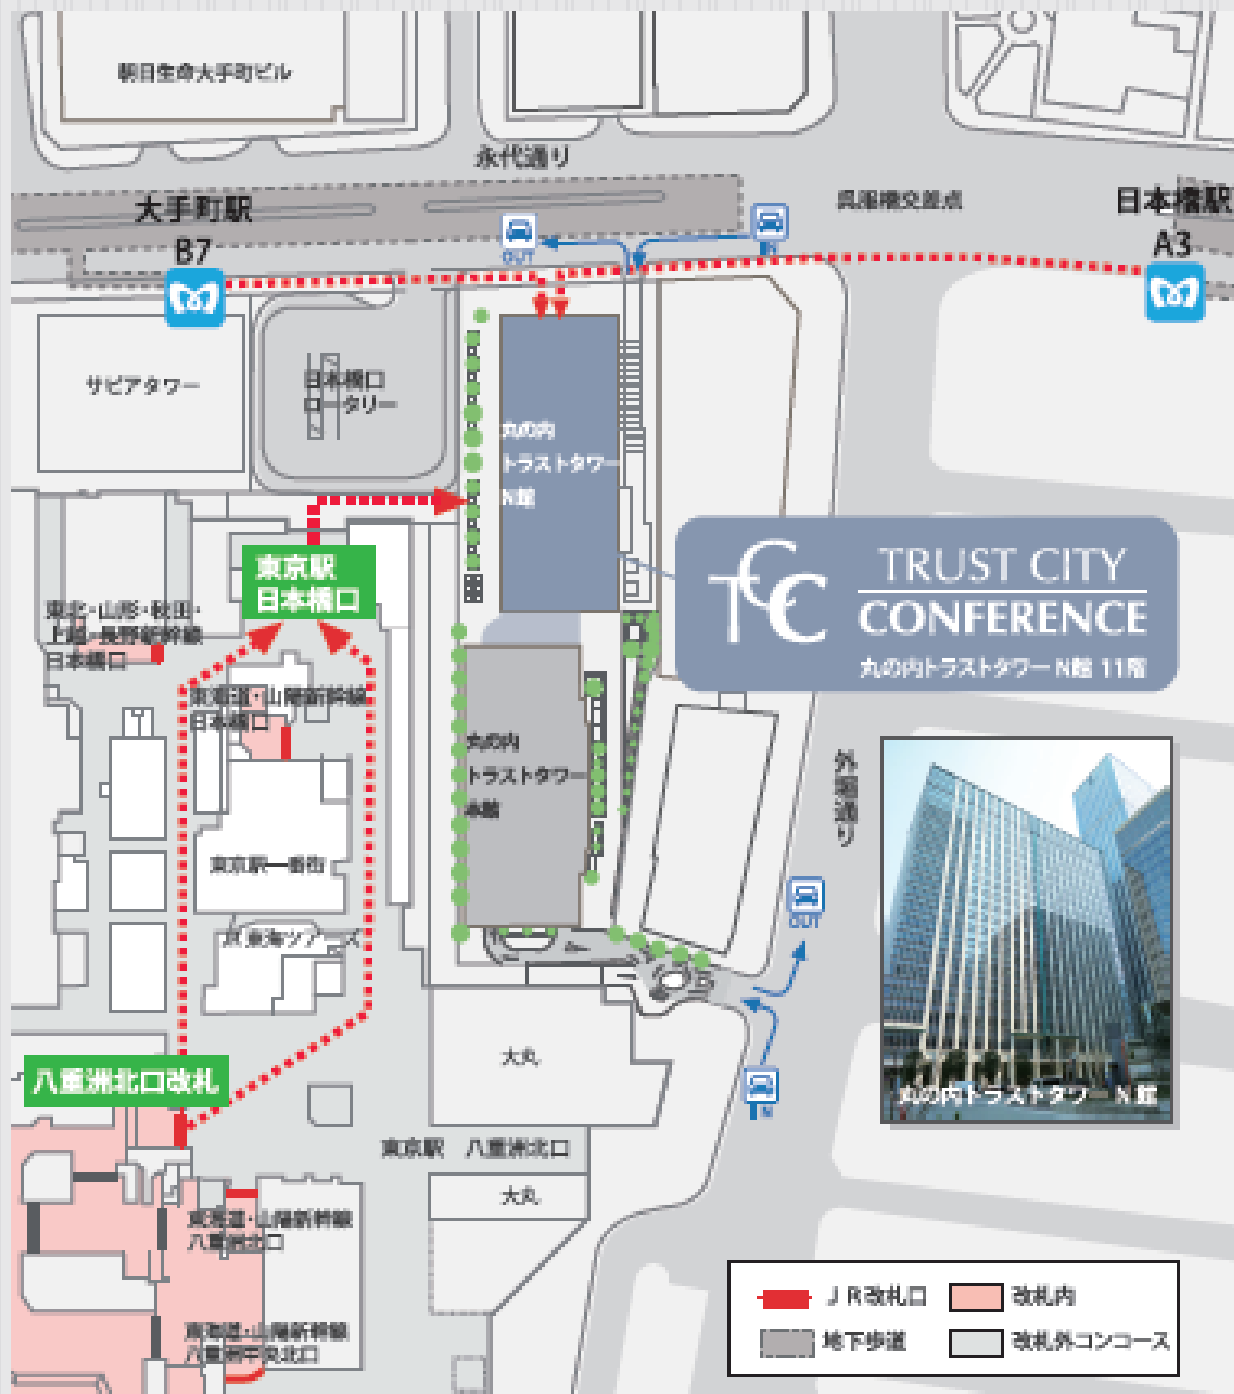 朝日生命大手町ビル
永代通り
大手町駅
呉服橋交差点
日本橋駅
B7
OUT
IN
A3
サピアタワー
日本橋口
ロータリー
丸の内
トラストタワー
N館
東京駅
日本橋口
TCC
TRUST CITY
CONFERENCE
丸の内トラストタワー N館 11階
東北・山形・秋田・
上越・長野新幹線
日本橋口
東海道・山陽新幹線
日本橋口
丸の内
トラストタワー
本館
外堀通り
東京駅一番街
JR東海ツアーズ
OUT
八重洲北口改札
大丸
IN
丸の内トラストタワー N館
東京駅 八重洲北口
大丸
東海道・山陽新幹線
八重洲北口
東海道・山陽新幹線
八重洲中央北口
JR改札口
改札内
地下歩道
改札外コンコース